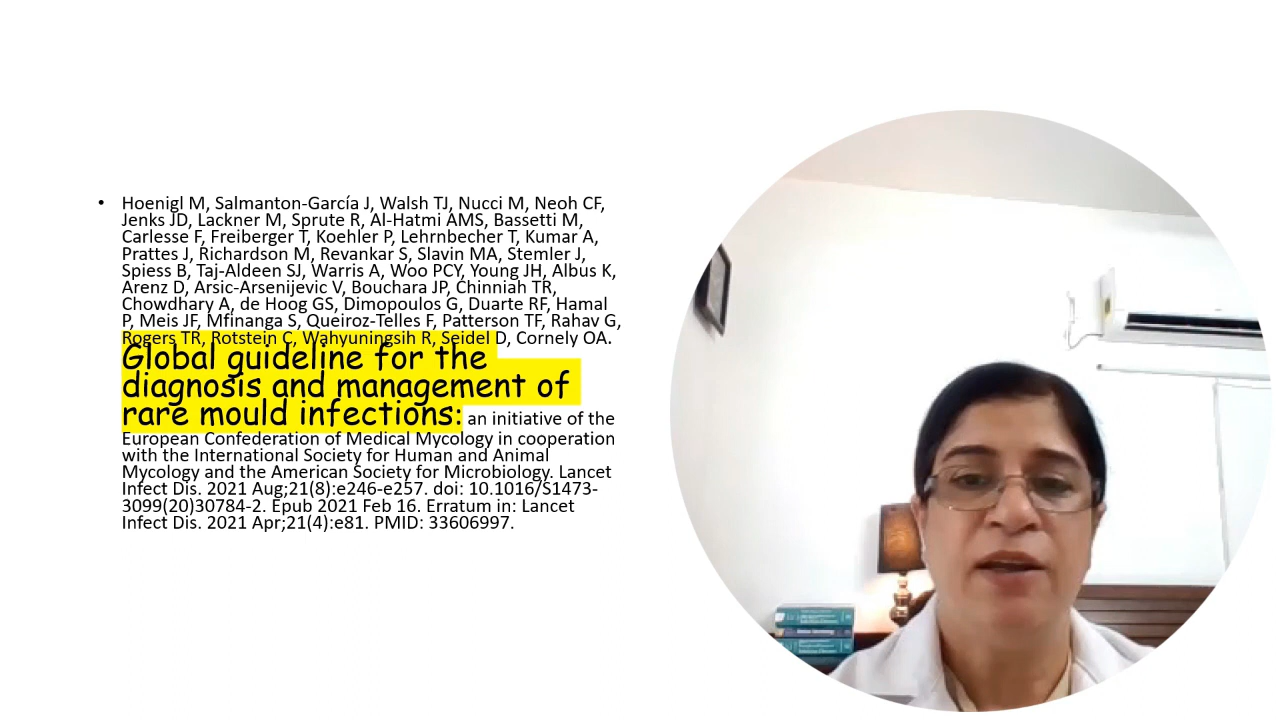 • Hoenigl M, Salmanton-García J, Walsh TJ, Nucci M, Neoh CF,
Jenks JD, Lackner M, Sprute R, Al-Hatmi AMS, Bassetti M,
Carlesse F, Freiberger T, Koehler P, Lehrnbecher T, Kumar A,
Prattes J, Richardson M, Revankar S, Slavin MA, Stemler J,
Spiess B, Taj-Aldeen SJ, Warris A, Woo PCY, Young JH, Albus K,
Arenz D, Arsic-Arsenijevic V, Bouchara JP, Chinniah TR,
Chowdhary A, de Hoog GS, Dimopoulos G, Duarte RF, Hamal
P, Meis JF, Mfinanga S, Queiroz-Telles F, Patterson TF, Rahav G,
Rogers TR, Rotstein C, Wahyuningsih R, Seidel D, Cornely OA.
Global guideline for the
diagnosis and management of
rare mould infections: an initiative of the
European Confederation of Medical Mycology in cooperation
with the International Society for Human and Animal
Mycology and the American Society for Microbiology. Lancet
Infect Dis. 2021 Aug;21(8):e246-e257. doi: 10.1016/S1473-
3099(20)30784-2. Epub 2021 Feb 16. Erratum in: Lancet
Infect Dis. 2021 Apr;21(4):e81. PMID: 33606997.